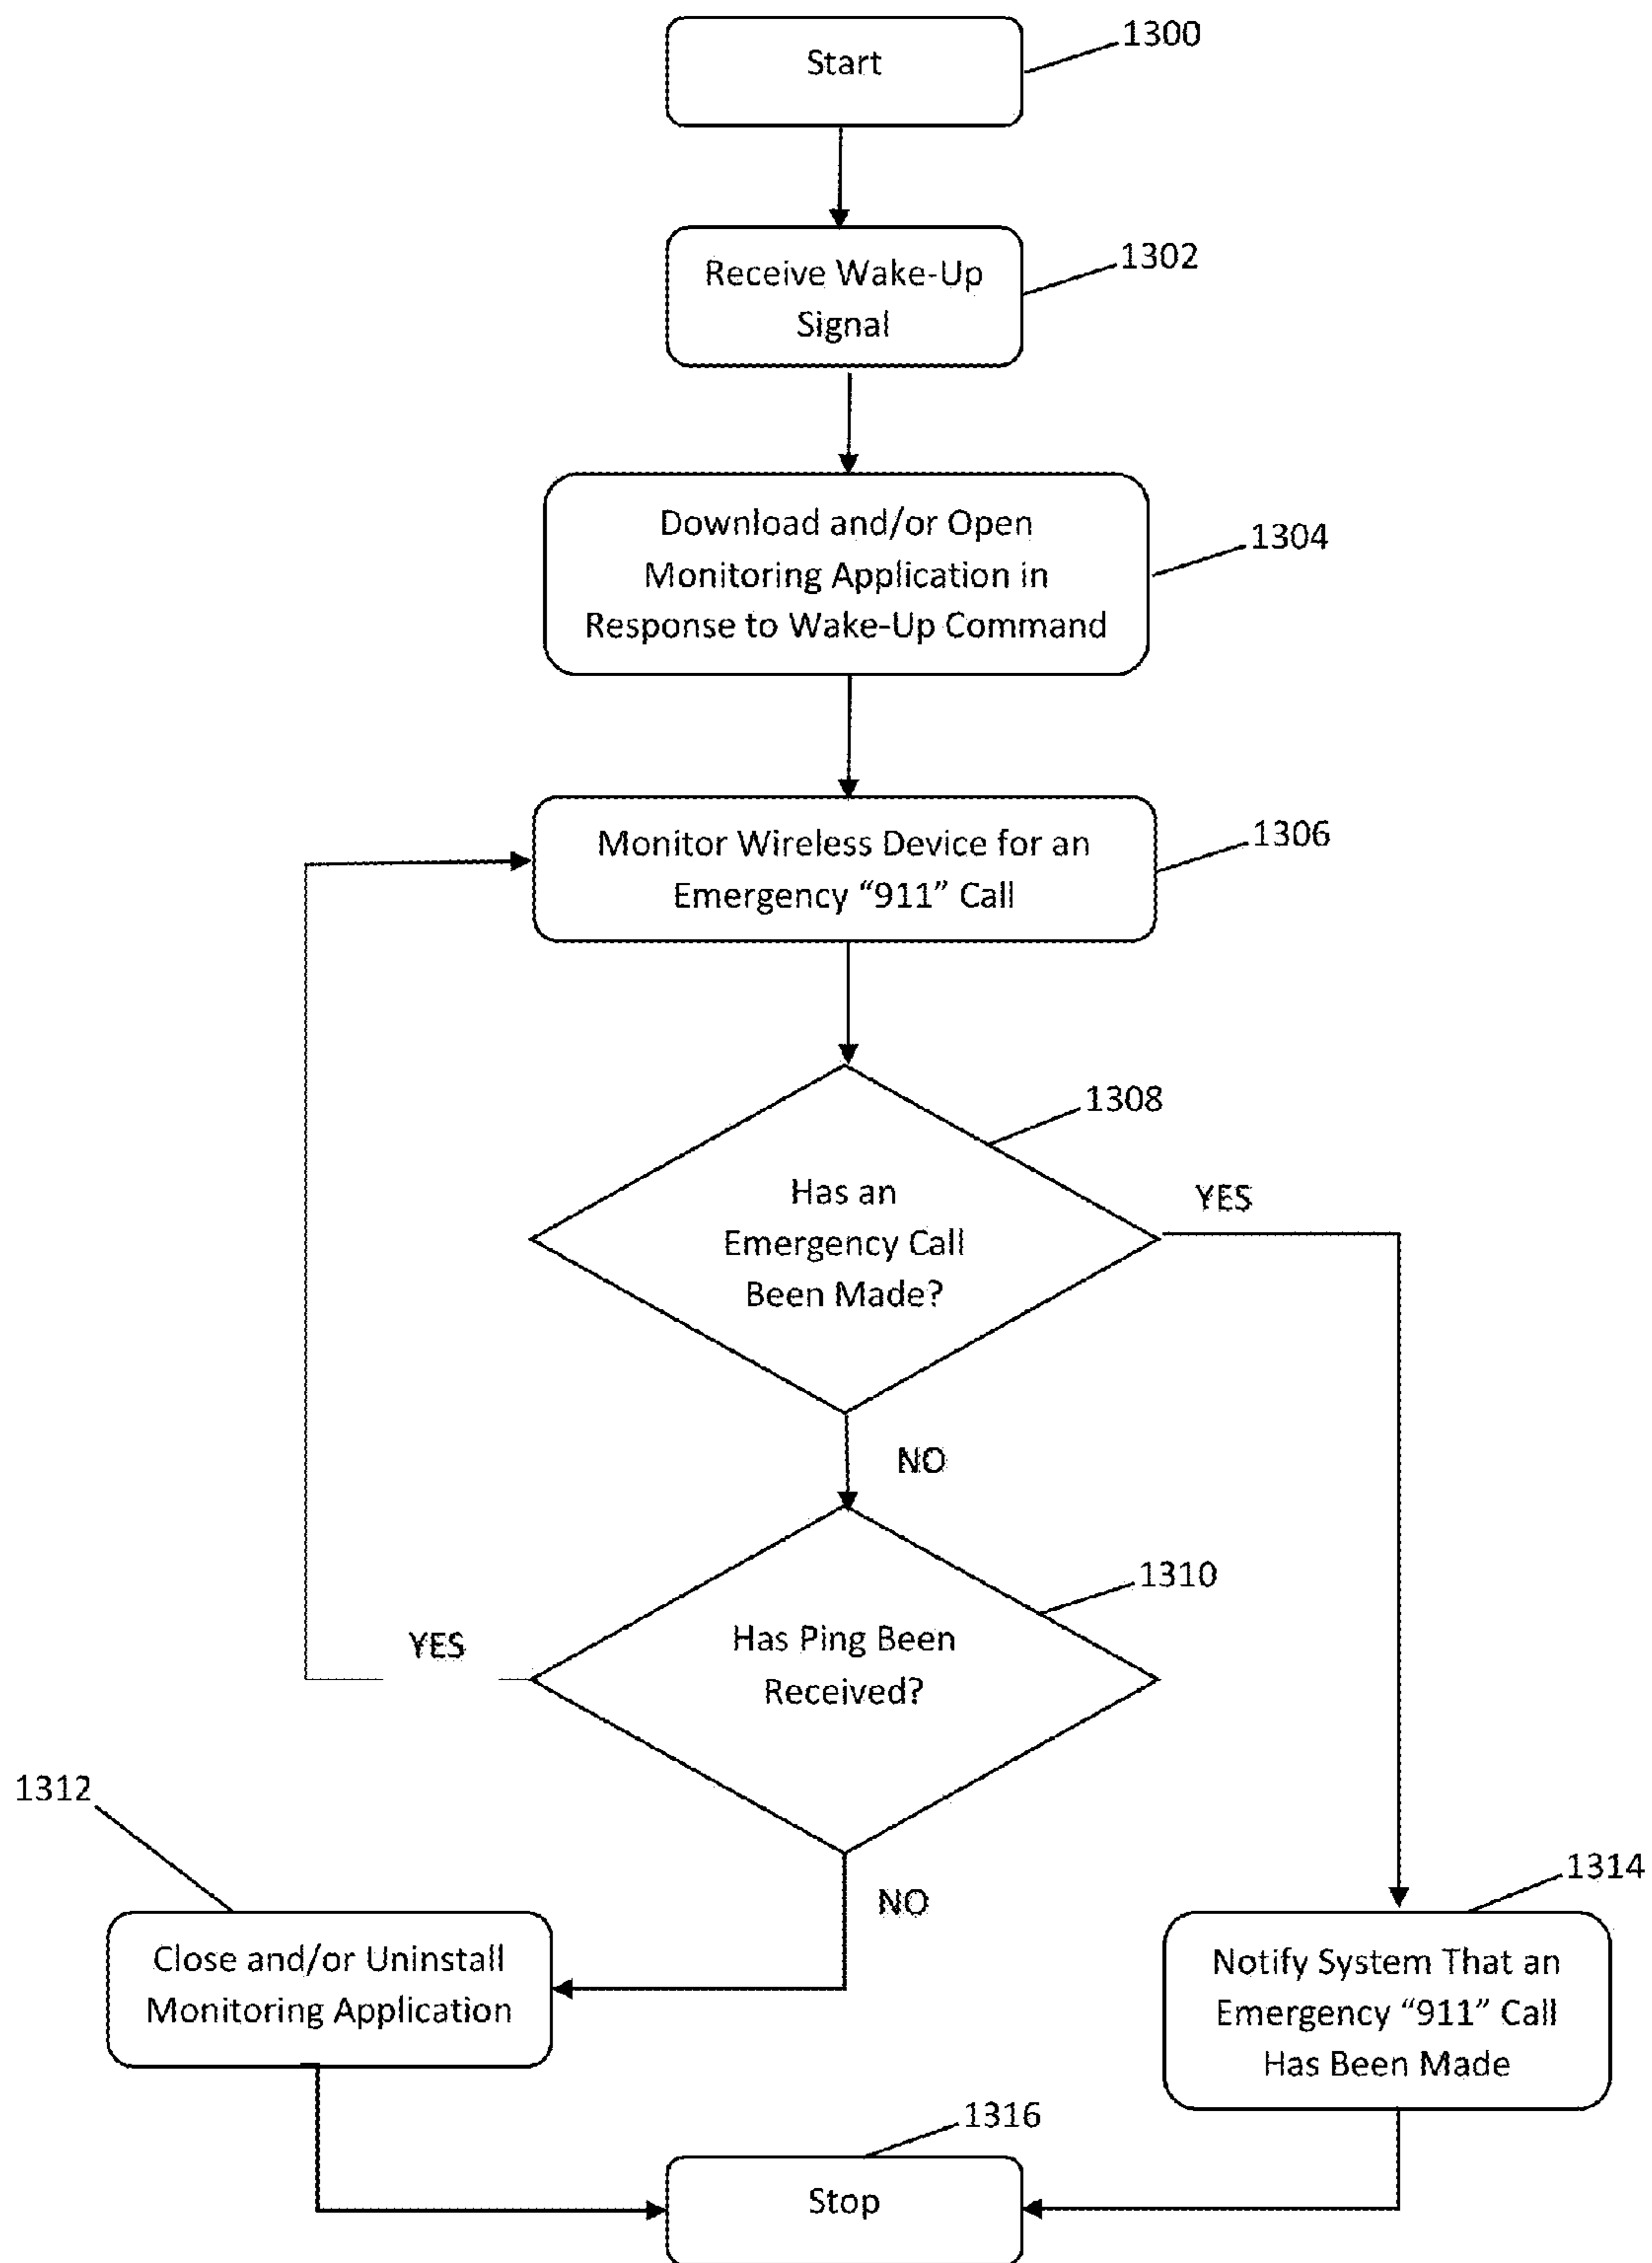 Start
1300
Receive Wake-Up
Signal
1302
Download and/or Open
Monitoring Application in
Response to Wake-Up Command
1304
Monitor Wireless Device for an
Emergency “911” Call
1306
1308
Has an
Emergency Call
Been Made?
YES
NO
1310
Has Ping Been
Received?
YES
NO
1312
Close and/or Uninstall
Monitoring Application
1314
Notify System That an
Emergency “911” Call
Has Been Made
1316
Stop